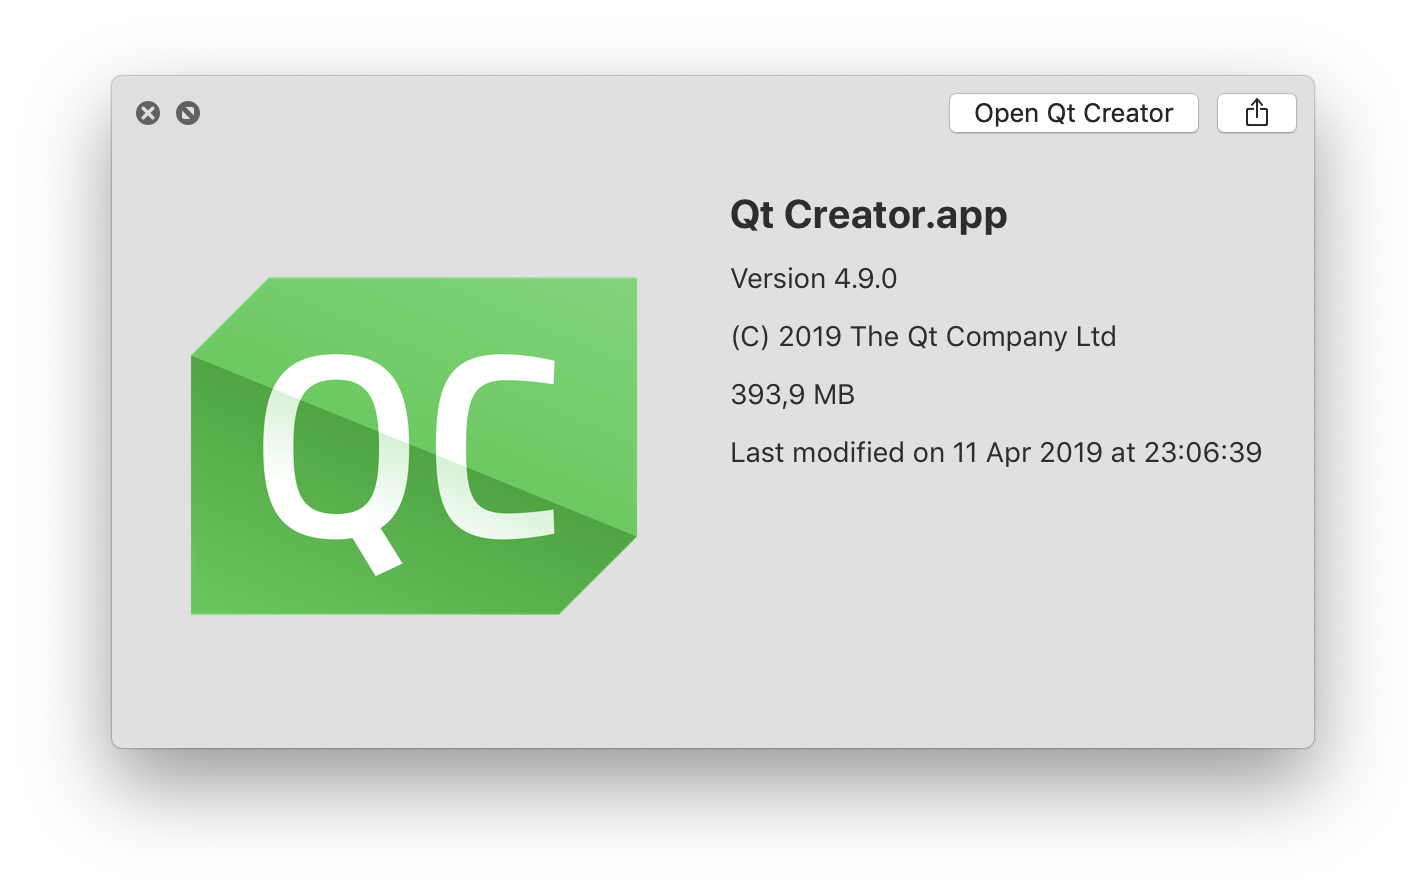 Open Qt Creator
Qt Creator.app
Version 4.9.0
(C) 2019 The Qt Company Ltd
393,9 MB
Last modified on 11 Apr 2019 at 23:06:39
QC